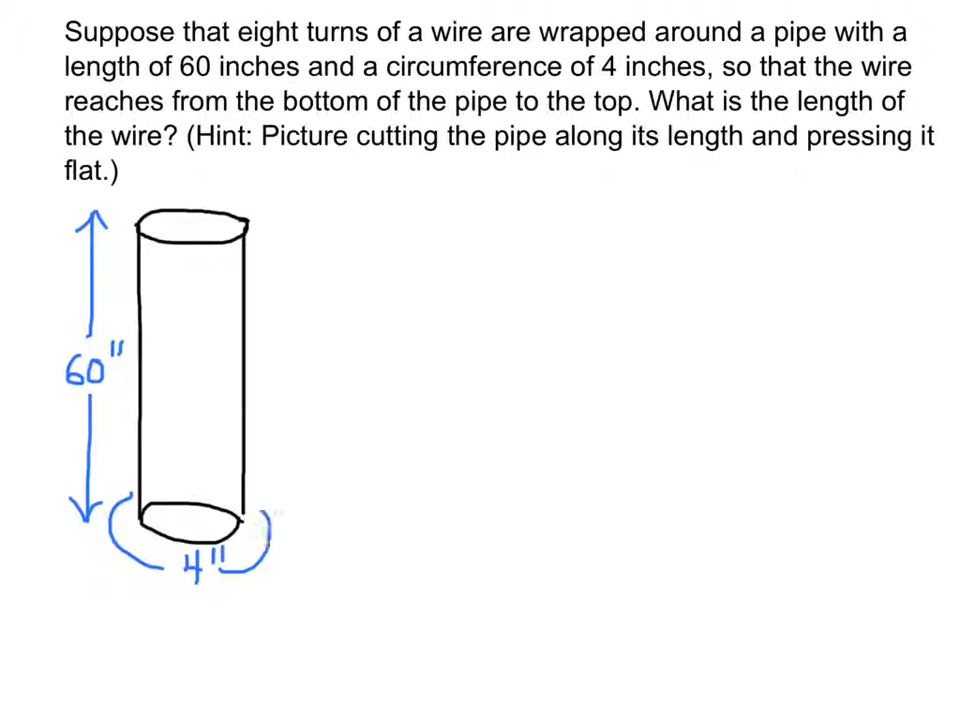 Suppose that eight turns of a wire are wrapped around a pipe with a
length of 60 inches and a circumference of 4 inches, so that the wire
reaches from the bottom of the pipe to the top. What is the length of
the wire? (Hint: Picture cutting the pipe along its length and pressing it
flat.)
60"
4"